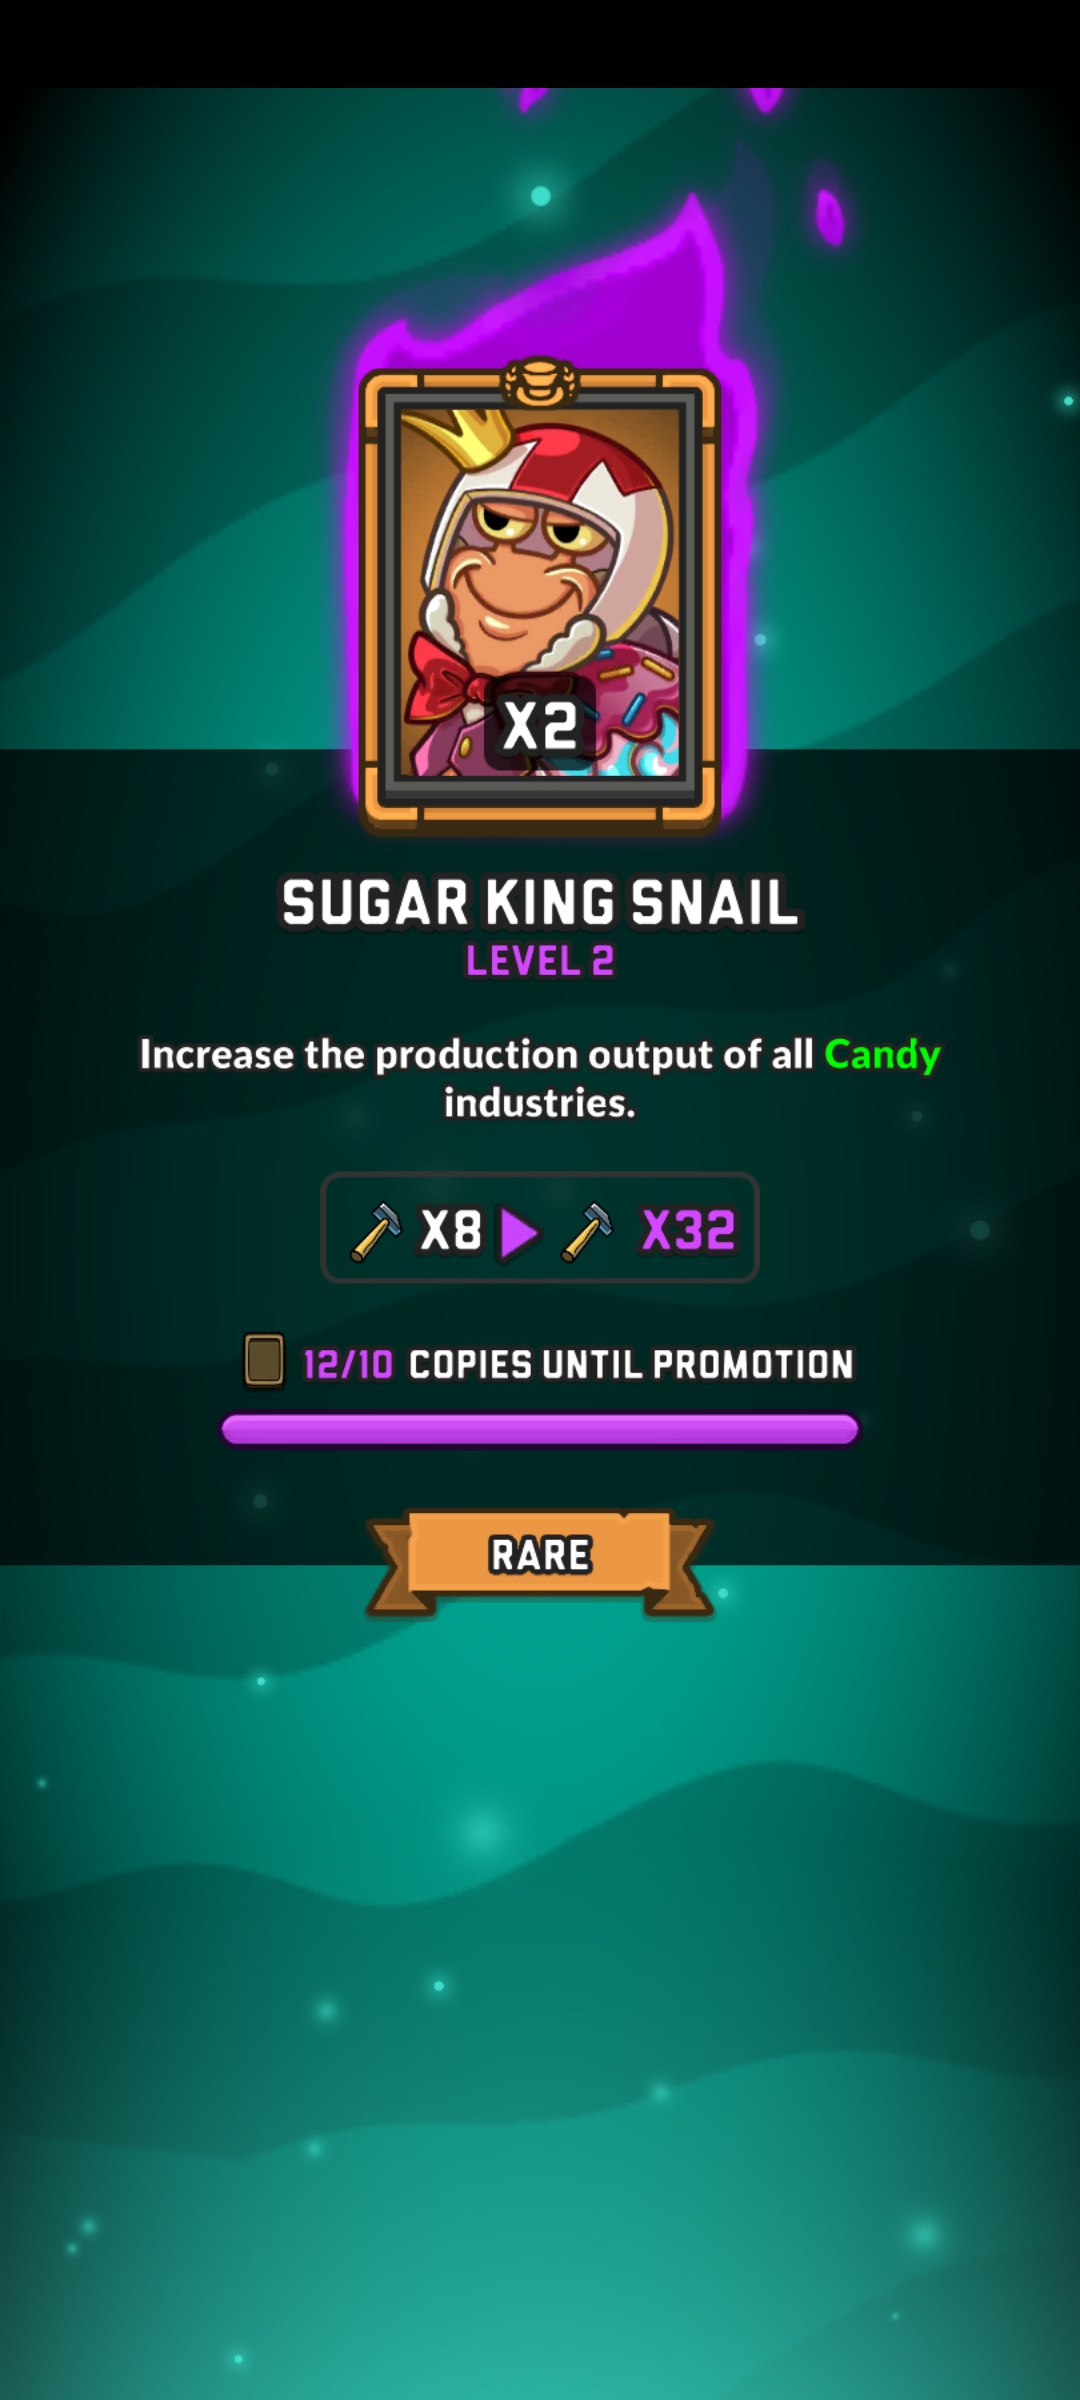 X2
SUGAR KING SNAIL
LEVEL 2
Increase the production output of all Candy
industries.
X8 X32
12/10 COPIES UNTIL PROMOTION
RARE